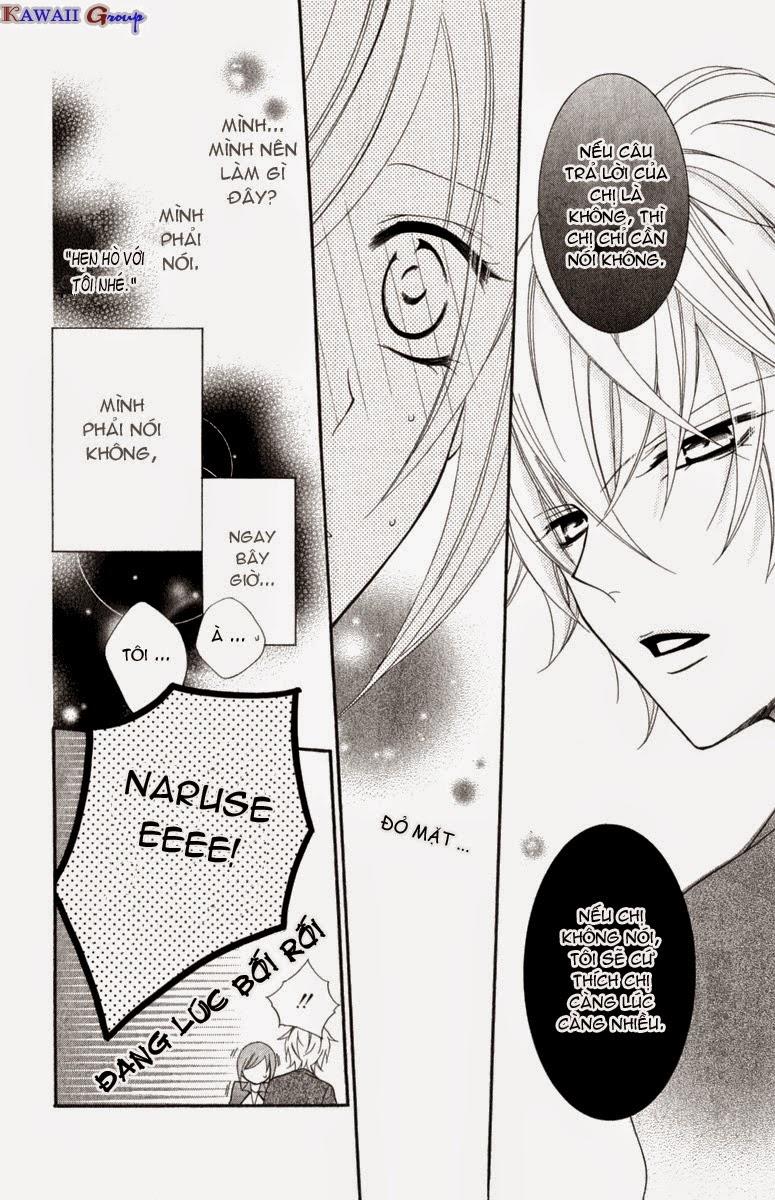 KAWAII Group
NẾU CÂU
TRẢ LỜI CỦA
CHỊ LÀ
KHÔNG, THÌ
CHỊ CHỈ CẦN
NÓI KHÔNG.
NẾU CHỊ
KHÔNG NÓI,
TÔI SẼ CỨ
THÍCH CHỊ
CÀNG LÚC
CÀNG NHIỀU.
ĐỎ MẶT ...
MÌNH...
MÌNH NÊN
LÀM GÌ
ĐÂY?
MÌNH
PHẢI
NÓI.
"HẸN HÒ VỚI
TÔI NHÉ."
MÌNH
PHẢI NÓI
KHÔNG,
NGAY
BÂY
GIỜ...
À ...
TÔI ...
NARUSE
EEEE!
ĐANG LÚC BỐI RỐI
!!